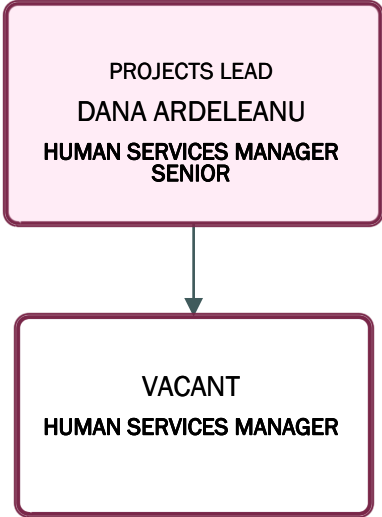 PROJECTS LEAD
DANA ARDELEANU
HUMAN SERVICES MANAGER
SENIOR
VACANT
HUMAN SERVICES MANAGER